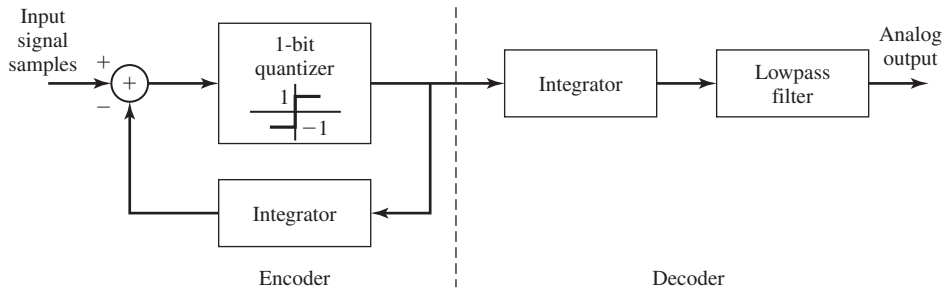 Input
signal
samples
+
−
+
1-bit
quantizer
1
−1
Integrator
Encoder
Integrator
Lowpass
filter
Analog
output
Decoder